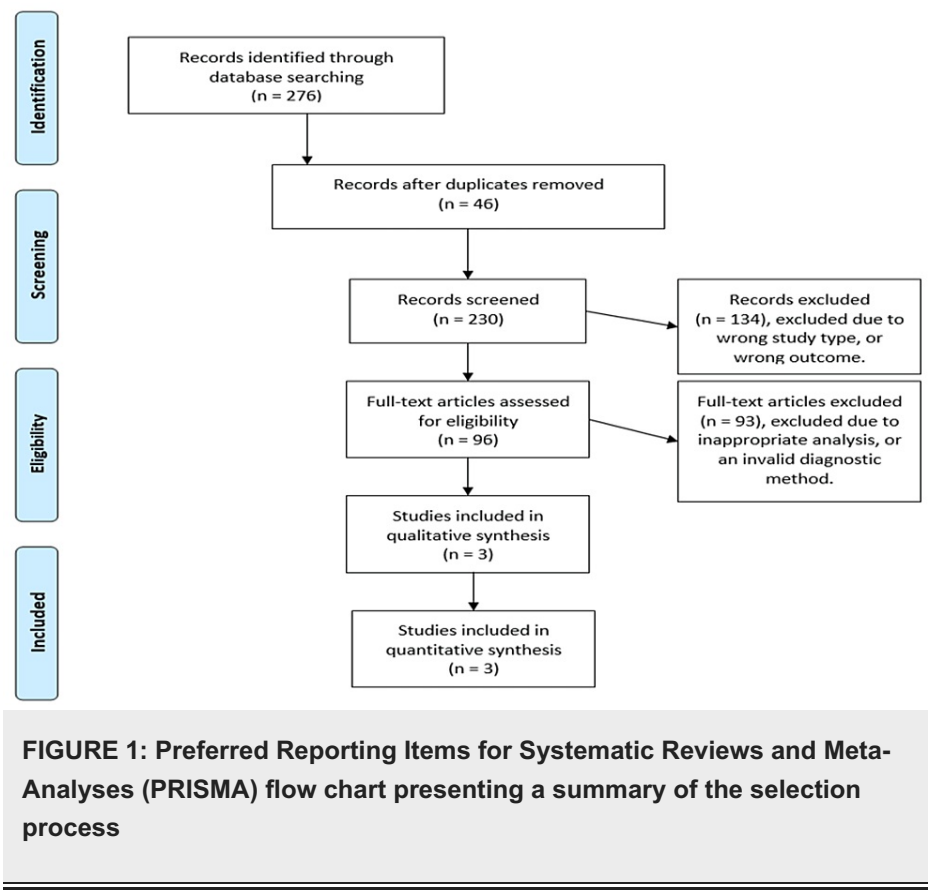 Identification
Records identified through
database searching
(n = 276)
Records after duplicates removed
(n = 46)
Screening
Records screened
(n = 230)
Records excluded
(n = 134), excluded due to
wrong study type, or
wrong outcome.
Eligibility
Full-text articles assessed
for eligibility
(n = 96)
Full-text articles excluded
(n = 93), excluded due to
inappropriate analysis, or
an invalid diagnostic
method.
Studies included in
qualitative synthesis
(n = 3)
Included
Studies included in
quantitative synthesis
(n = 3)
FIGURE 1: Preferred Reporting Items for Systematic Reviews and Meta-
Analyses (PRISMA) flow chart presenting a summary of the selection
process